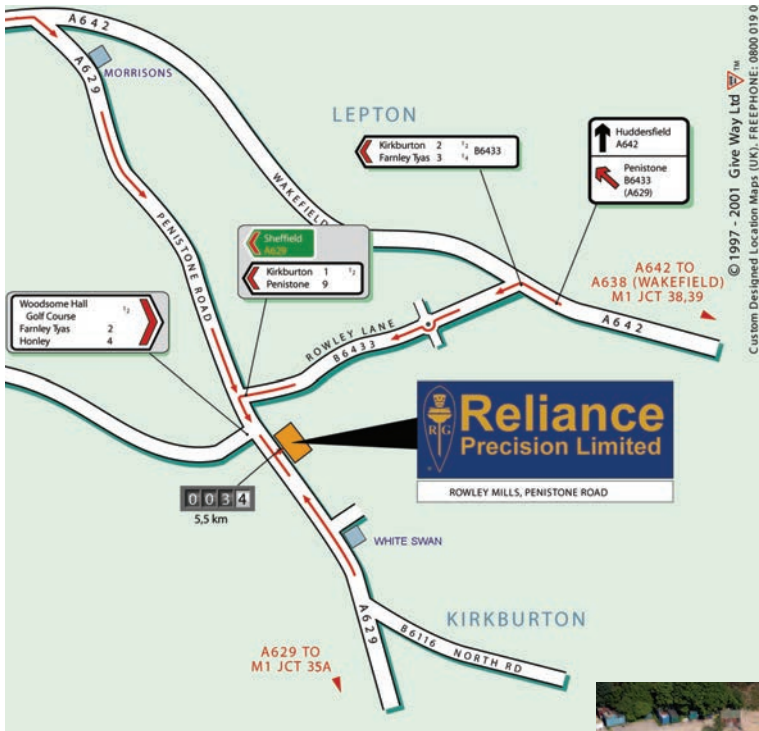 A642
A629
MORRISONS
LEPTON
Kirkburton 2 1/2
Farnley Tyas 3 1/4
B6433
Huddersfield
A642
Penistone
B6433
(A629)
WAKEFIELD
PENISTONE ROAD
Sheffield
A629
Kirkburton 1 1/2
Penistone 9
Woodsome Hall 1/2
Golf Course
Farnley Tyas 2
Honley 4
ROWLEY LANE
B6433
A642 TO
A638 (WAKEFIELD)
M1 JCT 38,39
A642
RG
Reliance
Precision Limited
ROWLEY MILLS, PENISTONE ROAD
0034
5,5 km
WHITE SWAN
KIRKBURTON
A629
B6116 NORTH RD
A629 TO
M1 JCT 35A
© 1997 - 2001 Give Way Ltd TM
Custom Designed Location Maps (UK). FREEPHONE: 0800 019 0